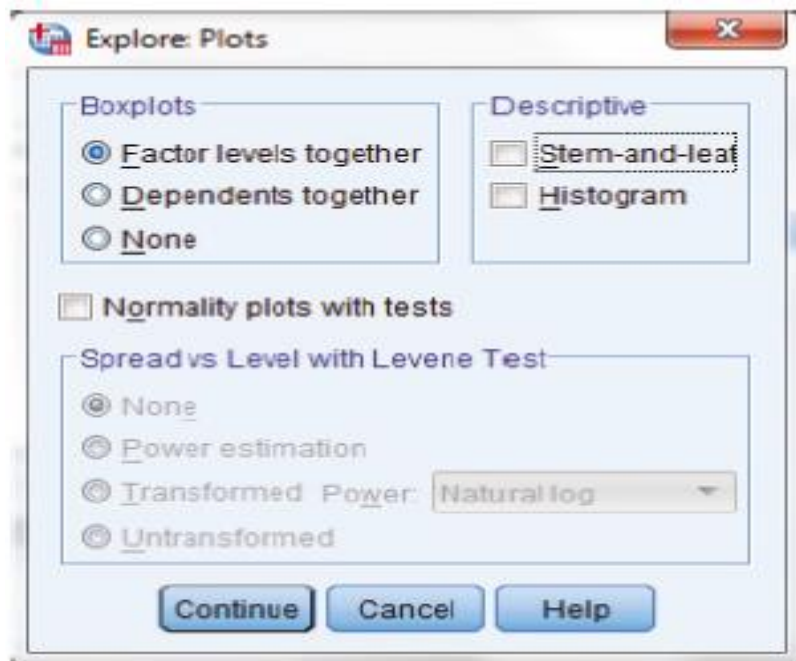 Explore: Plots
Boxplots
Factor levels together
Dependents together
None
Descriptive
Stem-and-leaf
Histogram
Normality plots with tests
Spread vs Level with Levene Test
None
Power estimation
Transformed Power: Natural log
Untransformed
Continue Cancel Help